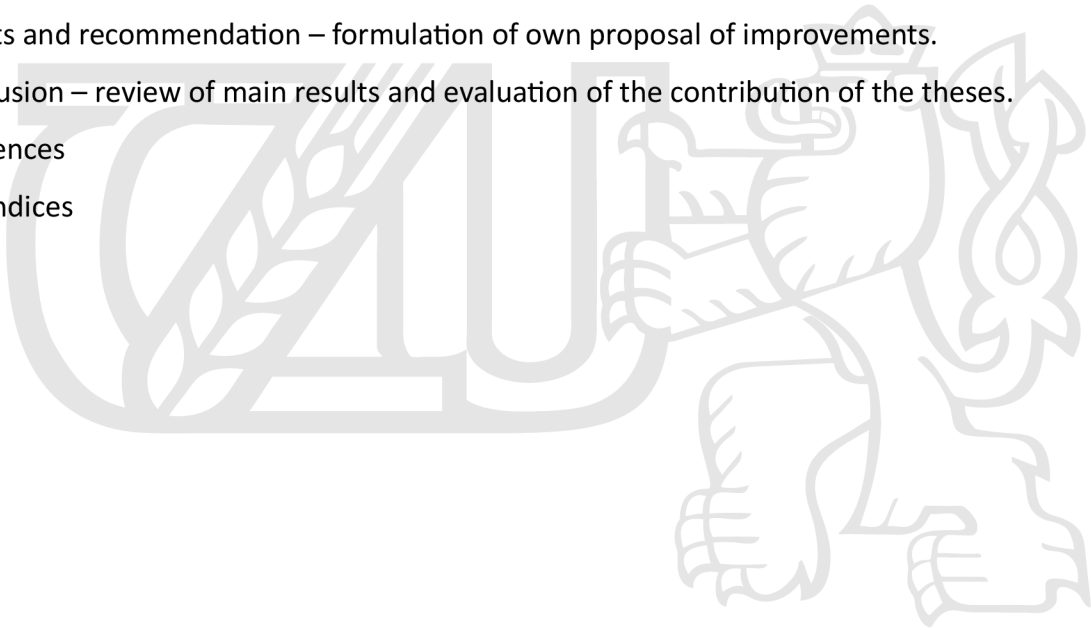 ts and recommendation – formulation of own proposal of improvements.
usion – review of main results and evaluation of the contribution of the theses.
ences
ndices
CZU